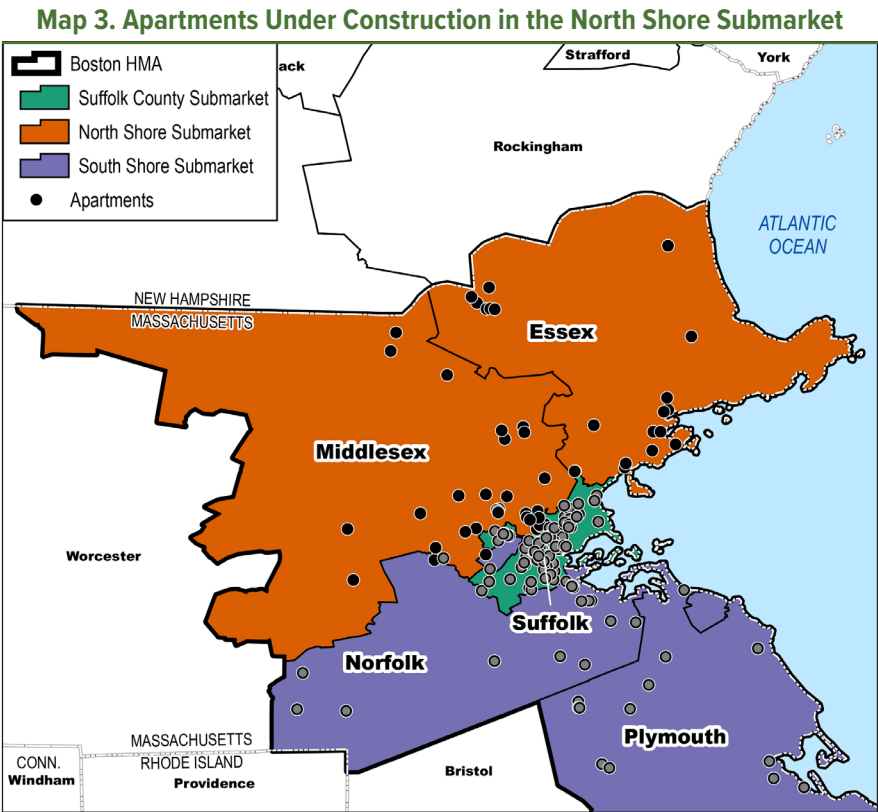 Map 3. Apartments Under Construction in the North Shore Submarket
Boston HMA
Suffolk County Submarket
North Shore Submarket
South Shore Submarket
Apartments
ack
Strafford
York
Rockingham
ATLANTIC
OCEAN
NEW HAMPSHIRE
MASSACHUSETTS
Essex
Middlesex
Worcester
Suffolk
Norfolk
Plymouth
MASSACHUSETTS
RHODE ISLAND
CONN.
Windham
Providence
Bristol